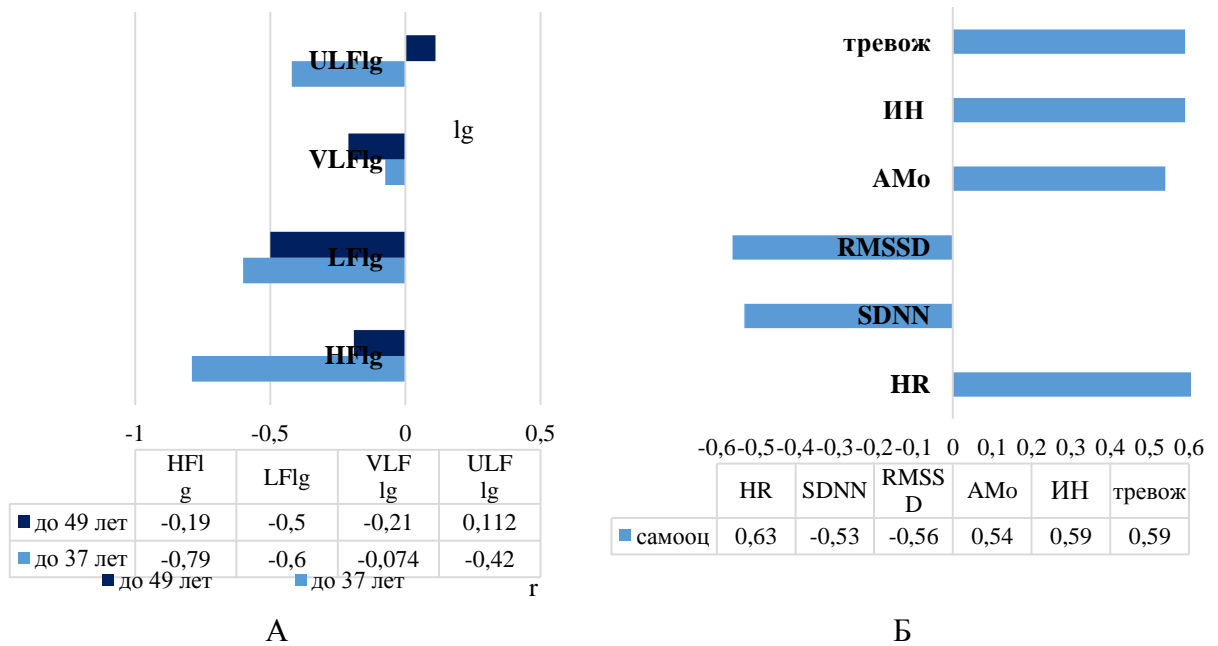 ULFlg
lg
VLFlg
LFlg
HFlg
-1 -0,5 0 0,5
HFl
g LFlg VLF
lg ULF
lg
до 49 лет -0,19 -0,5 -0,21 0,112
до 37 лет -0,79 -0,6 -0,074 -0,42
до 49 лет до 37 лет
r
А
тревож
ИН
АМо
RMSSD
SDNN
HR
-0,6 -0,5 -0,4 -0,3 -0,2 -0,1 0 0,1 0,2 0,3 0,4 0,5 0,6
HR SDNN RMSS
D АМо ИН тревож
самооц 0,63 -0,53 -0,56 0,54 0,59 0,59
Б